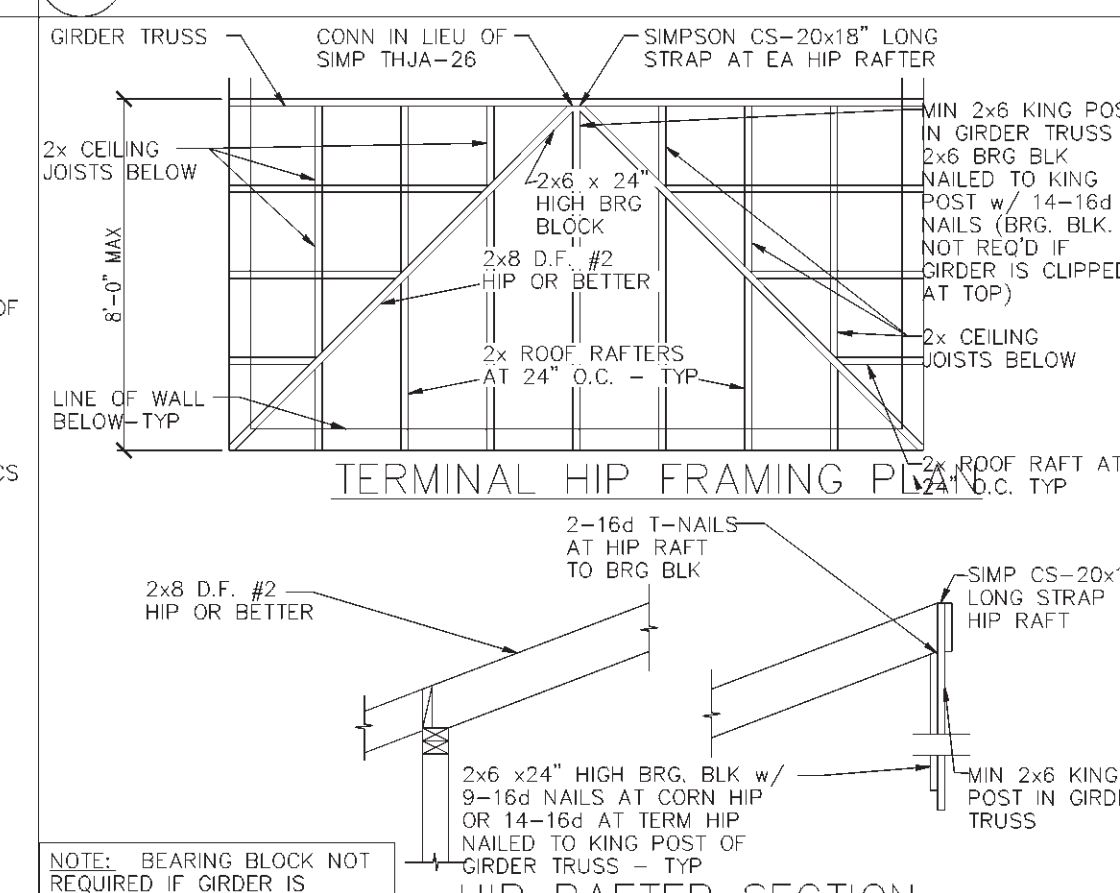 GIRDER TRUSS
CONN IN LIEU OF
SIMP THJA-26
SIMPSON CS-20x18" LONG
STRAP AT EA HIP RAFTER
MIN 2x6 KING POS
IN GIRDER TRUSS
2x6 BRG BLK
NAILED TO KING
POST w/ 14-16d
NAILS (BRG. BLK.
NOT REQ'D IF
GIRDER IS CLIPPED
AT TOP)
2x CEILING
JOISTS BELOW
2x6 x 24"
HIGH BRG
BLOCK
8'-0" MAX
2x8 D.F. #2
HIP OR BETTER
OF
2x CEILING
JOISTS BELOW
2x ROOF RAFTERS
AT 24" O.C. - TYP
LINE OF WALL
BELOW-TYP
2x ROOF RAFT AT
24" O.C. TYP
CS
TERMINAL HIP FRAMING PLAN
2-16d T-NAILS
AT HIP RAFT
TO BRG BLK
SIMP CS-20x1
LONG STRAP
HIP RAFT
2x8 D.F. #2
HIP OR BETTER
2x6 x24" HIGH BRG. BLK w/
9-16d NAILS AT CORN HIP
OR 14-16d AT TERM HIP
NAILED TO KING POST OF
GIRDER TRUSS - TYP
MIN 2x6 KING
POST IN GIRDE
TRUSS
NOTE: BEARING BLOCK NOT
REQUIRED IF GIRDER IS
HIP RAFTER SECTION